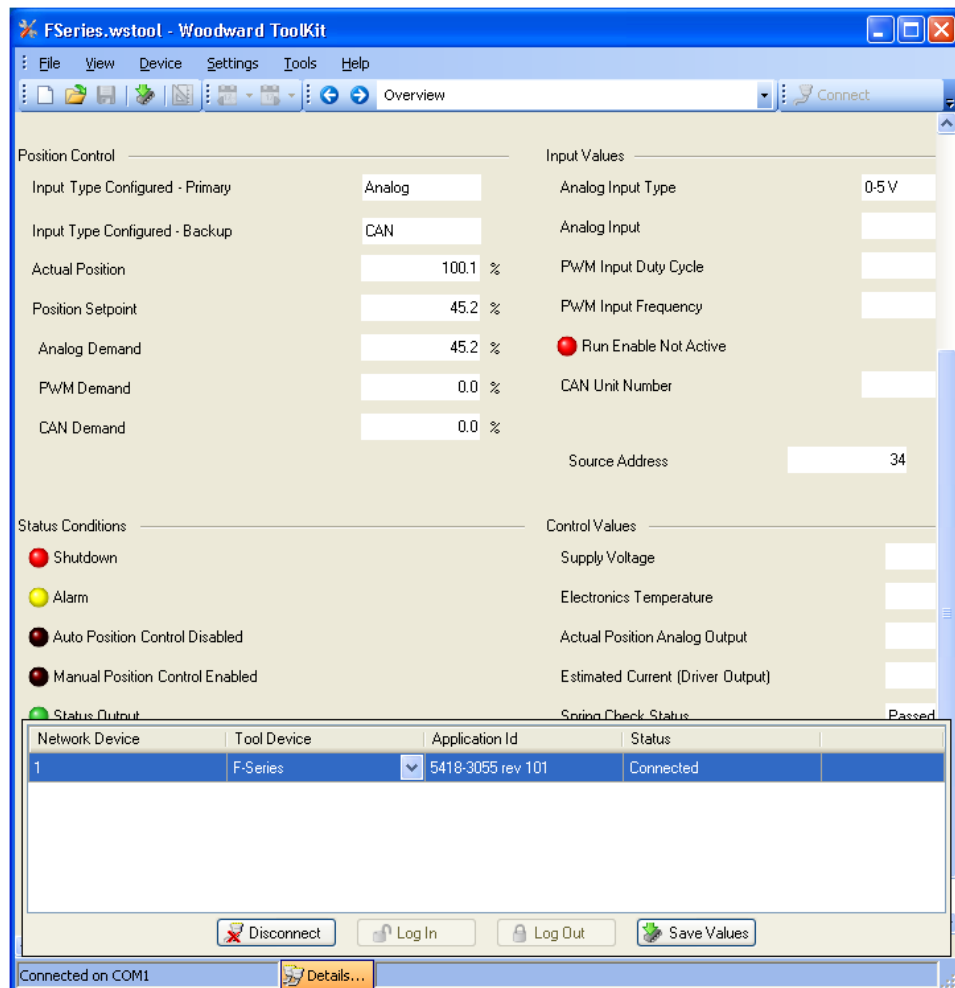 FSeries.wstool - Woodward ToolKit
File View Device Settings Tools Help
Overview Connect
Position Control
Input Type Configured - Primary Analog
Input Type Configured - Backup CAN
Actual Position 100.1 %
Position Setpoint 45.2 %
Analog Demand 45.2 %
PWM Demand 0.0 %
CAN Demand 0.0 %
Input Values
Analog Input Type 0-5 V
Analog Input
PWM Input Duty Cycle
PWM Input Frequency
Run Enable Not Active
CAN Unit Number
Source Address 34
Status Conditions
Shutdown
Alarm
Auto Position Control Disabled
Manual Position Control Enabled
Status Output
Control Values
Supply Voltage
Electronics Temperature
Actual Position Analog Output
Estimated Current (Driver Output)
Spring Check Status Passed
Network Device Tool Device Application Id Status
1 F-Series 5418-3055 rev 101 Connected
Disconnect Log In Log Out Save Values
Connected on COM1 Details...